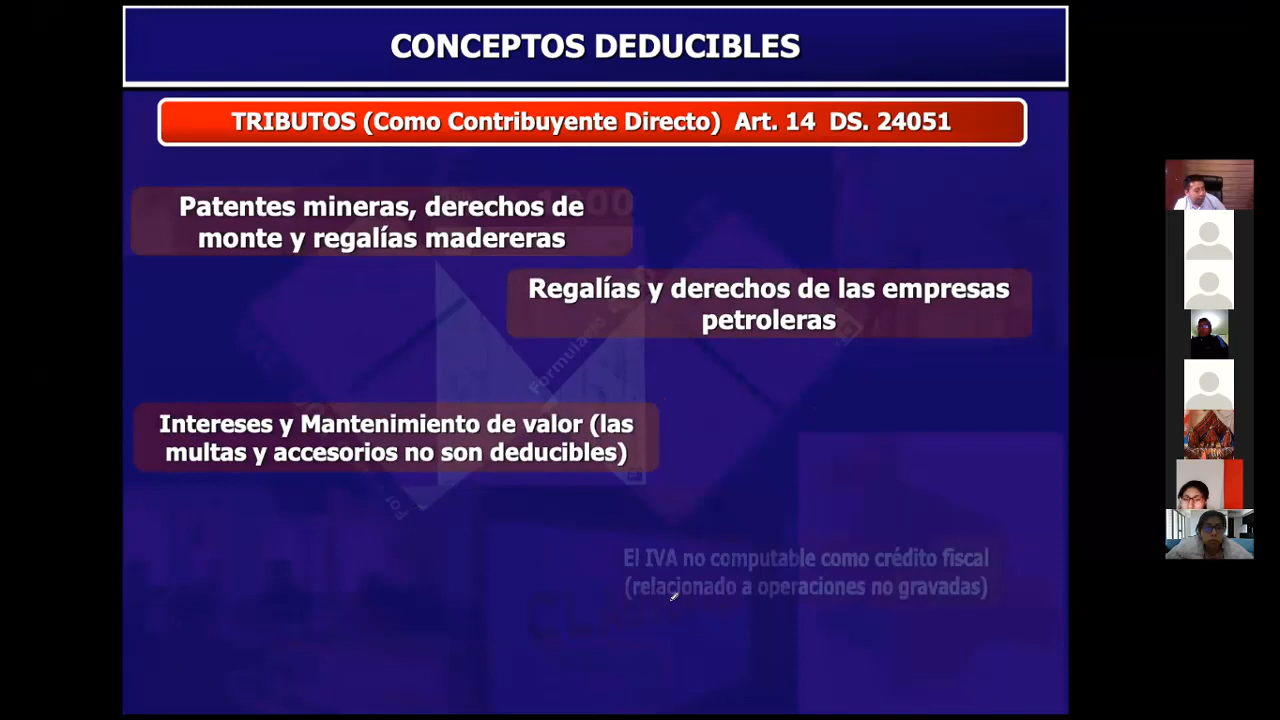 CONCEPTOS DEDUCIBLES
TRIBUTOS (Como Contribuyente Directo) Art. 14 DS. 24051
Patentes mineras, derechos de
monte y regalías madereras
Regalías y derechos de las empresas
petroleras
Formulario
Intereses y Mantenimiento de valor (las
multas y accesorios no son deducibles)
El IVA no computable como crédito fiscal
(relacionado a operaciones no gravadas)